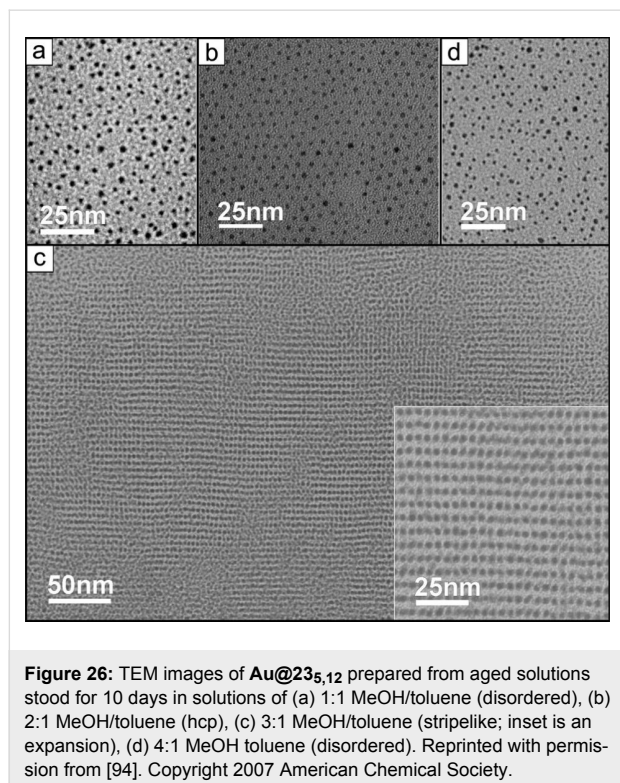 a
b
d
25nm
25nm
25nm
c
50nm
25nm
Figure 26: TEM images of Au@23₅,₁₂ prepared from aged solutions
stood for 10 days in solutions of (a) 1:1 MeOH/toluene (disordered), (b)
2:1 MeOH/toluene (hcp), (c) 3:1 MeOH/toluene (stripelike; inset is an
expansion), (d) 4:1 MeOH toluene (disordered). Reprinted with permis-
sion from [94]. Copyright 2007 American Chemical Society.